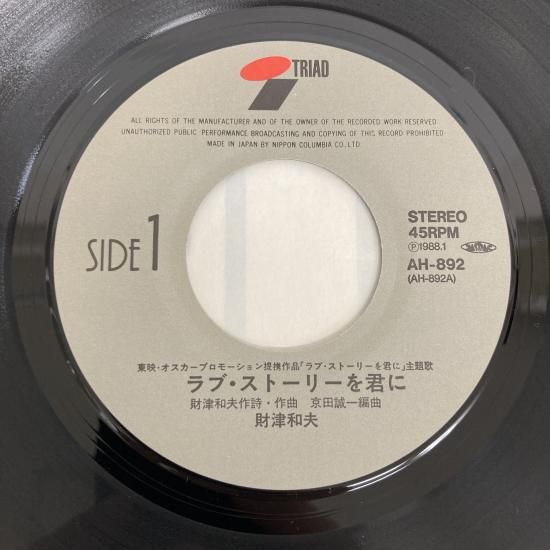 TRIAD
ALL RIGHTS OF THE MANUFACTURER AND OF THE OWNER OF THE RECORDED WORK RESERVED
UNAUTHORIZED PUBLIC PERFORMANCE BROADCASTING AND COPYING OF THIS RECORD PROHIBITED
MADE IN JAPAN BY NIPPON COLUMBIA CO. LTD.
SIDE 1
STEREO
45RPM
Ⓟ1988.1
AH-892
(AH-892A)
東映・オスカープロモーション提携作品「ラブ・ストーリーを君に」主題歌
ラブ・ストーリーを君に
財津和夫作詩・作曲 京田誠一編曲
財津和夫